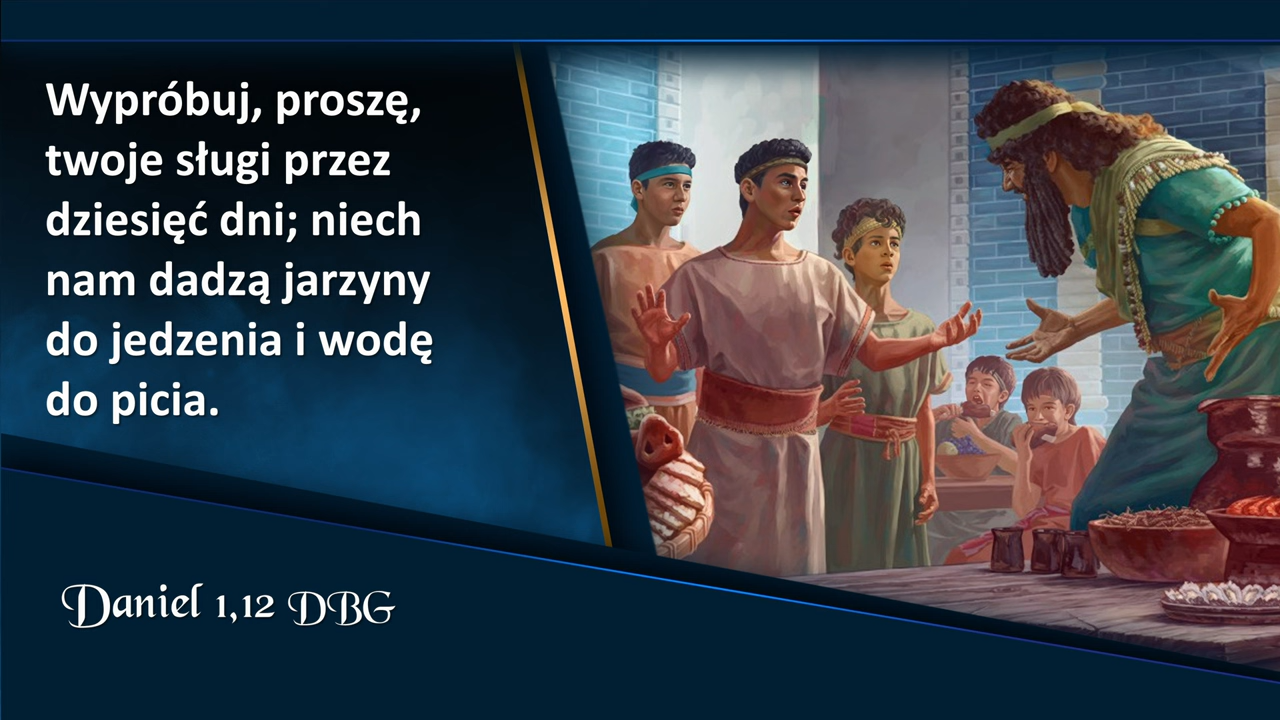 Wypróbuj, proszę,
twoje sługi przez
dziesięć dni; niech
nam dadzą jarzyny
do jedzenia i wodę
do picia.
Daniel 1,12 DBG